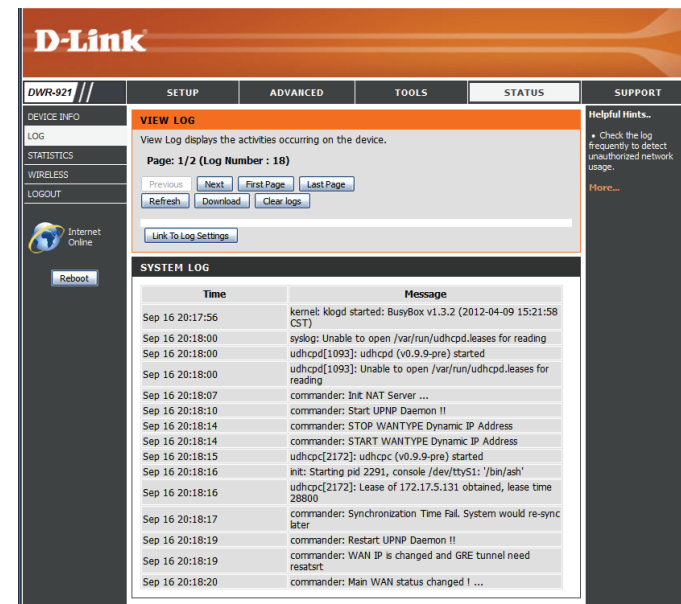 D-Link
DWR-921
SETUP
ADVANCED
TOOLS
STATUS
SUPPORT
DEVICE INFO
LOG
STATISTICS
WIRELESS
LOGOUT
Internet
Online
Reboot
VIEW LOG
View Log displays the activities occurring on the device.
Page: 1/2 (Log Number : 18)
Previous Next First Page Last Page
Refresh Download Clear logs
Link To Log Settings
SYSTEM LOG
Time Message
Sep 16 20:17:56 kernel: klogd started: BusyBox v1.3.2 (2012-04-09 15:21:58
CST)
Sep 16 20:18:00 syslog: Unable to open /var/run/udhcpd.leases for reading
Sep 16 20:18:00 udhcpd[1093]: udhcpd (v0.9.9-pre) started
Sep 16 20:18:00 udhcpd[1093]: Unable to open /var/run/udhcpd.leases for
reading
Sep 16 20:18:07 commander: Init NAT Server ...
Sep 16 20:18:10 commander: Start UPNP Daemon !!
Sep 16 20:18:14 commander: STOP WANTYPE Dynamic IP Address
Sep 16 20:18:14 commander: START WANTYPE Dynamic IP Address
Sep 16 20:18:15 udhcpc[2172]: udhcpc (v0.9.9-pre) started
Sep 16 20:18:16 init: Starting pid 2291, console /dev/ttyS1: '/bin/ash'
Sep 16 20:18:16 udhcpc[2172]: Lease of 172.17.5.131 obtained, lease time
28800
Sep 16 20:18:17 commander: Synchronization Time Fail. System would re-sync
later
Sep 16 20:18:19 commander: Restart UPNP Daemon !!
Sep 16 20:18:19 commander: WAN IP is changed and GRE tunnel need
resatsrt
Sep 16 20:18:20 commander: Main WAN status changed ! ...
Helpful Hints..
• Check the log
frequently to detect
unauthorized network
usage.
More...